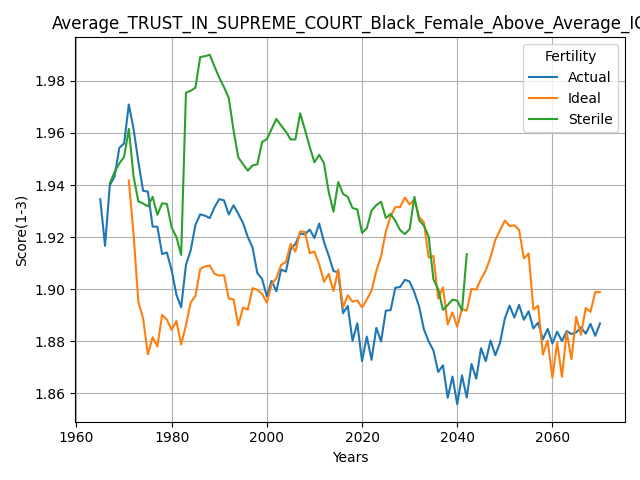 Average_TRUST_IN_SUPREME_COURT_Black_Female_Above_Average_IQ
Fertility
Actual
Ideal
Sterile
Score(1-3)
1.98
1.96
1.94
1.92
1.90
1.88
1.86
1960 1980 2000 2020 2040 2060
Years